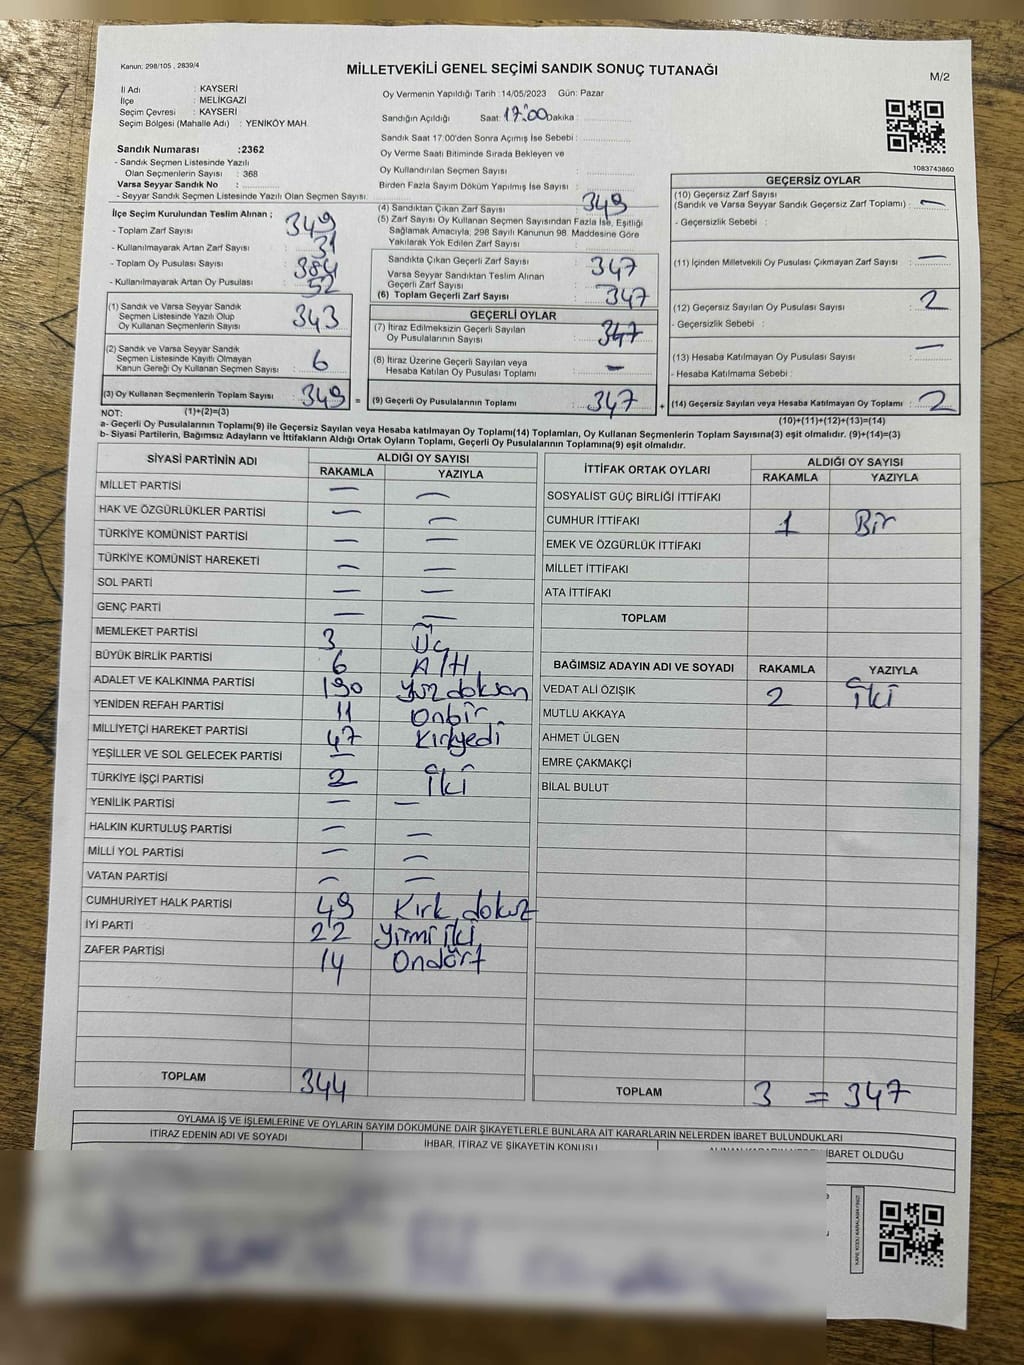 Kanun: 298/105 , 2839/4
MİLLETVEKİLİ GENEL SEÇİMİ SANDIK SONUÇ TUTANAĞI
M/2
İl Adı : KAYSERİ
İlçe : MELİKGAZİ
Seçim Çevresi : KAYSERİ
Seçim Bölgesi (Mahalle Adı) : YENİKÖY MAH.
Oy Vermenin Yapıldığı Tarih : 14/05/2023 Gün: Pazar
Sandığın Açıldığı Saat: 17:00 Dakika :
Sandık Saat 17:00'den Sonra Açımış İse Sebebi :
Oy Verme Saati Bitiminde Sırada Bekleyen ve
Oy Kullandırılan Seçmen Sayısı :
Birden Fazla Sayım Döküm Yapılmış İse Sayısı :
1083743860
Sandık Numarası :2362
- Sandık Seçmen Listesinde Yazılı
Olan Seçmenlerin Sayısı : 368
Varsa Seyyar Sandık No :
- Seyyar Sandık Seçmen Listesinde Yazılı Olan Seçmen Sayısı:
İlçe Seçim Kurulundan Teslim Alınan ;
- Toplam Zarf Sayısı : 349
- Kullanılmayarak Artan Zarf Sayısı : 31
- Toplam Oy Pusulası Sayısı : 384
- Kullanılmayarak Artan Oy Pusulası : 52
(1) Sandık ve Varsa Seyyar Sandık
Seçmen Listesinde Yazılı Olup
Oy Kullanan Seçmenlerin Sayısı : 343
(2) Sandık ve Varsa Seyyar Sandık
Seçmen Listesinde Kayıtlı Olmayan
Kanun Gereği Oy Kullanan Seçmen Sayısı : 6
(3) Oy Kullanan Seçmenlerin Toplam Sayısı : 349 =
(4) Sandıktan Çıkan Zarf Sayısı : 349
(5) Zarf Sayısı Oy Kullanan Seçmen Sayısından Fazla İse, Eşitliği
Sağlamak Amacıyla, 298 Sayılı Kanunun 98. Maddesine Göre
Yakılarak Yok Edilen Zarf Sayısı :
Sandıkta Çıkan Geçerli Zarf Sayısı : 347
Varsa Seyyar Sandıktan Teslim Alınan
Geçerli Zarf Sayısı :
(6) Toplam Geçerli Zarf Sayısı : 347
GEÇERLİ OYLAR
(7) İtiraz Edilmeksizin Geçerli Sayılan
Oy Pusulalarının Sayısı : 347
(8) İtiraz Üzerine Geçerli Sayılan veya
Hesaba Katılan Oy Pusulası Toplamı : —
(9) Geçerli Oy Pusulalarının Toplamı : 347 +
GEÇERSİZ OYLAR
(10) Geçersiz Zarf Sayısı
(Sandık ve Varsa Seyyar Sandık Geçersiz Zarf Toplamı) : —
- Geçersizlik Sebebi :
(11) İçinden Milletvekili Oy Pusulası Çıkmayan Zarf Sayısı : —
(12) Geçersiz Sayılan Oy Pusulası Sayısı : 2
- Geçersizlik Sebebi :
(13) Hesaba Katılmayan Oy Pusulası Sayısı : —
- Hesaba Katılmama Sebebi :
(14) Geçersiz Sayılan veya Hesaba Katılmayan Oy Toplamı : 2
NOT: (1)+(2)=(3)
(10)+(11)+(12)+(13)=(14)
a- Geçerli Oy Pusulalarının Toplamı(9) ile Geçersiz Sayılan veya Hesaba katılmayan Oy Toplamı(14) Toplamları, Oy Kullanan Seçmenlerin Toplam Sayısına(3) eşit olmalıdır. (9)+(14)=(3)
b- Siyasi Partilerin, Bağımsız Adayların ve İttifakların Aldığı Ortak Oyların Toplamı, Geçerli Oy Pusulalarının Toplamına(9) eşit olmalıdır.
SİYASİ PARTİNİN ADI ALDIĞI OY SAYISI
RAKAMLA YAZIYLA
MİLLET PARTİSİ — —
HAK VE ÖZGÜRLÜKLER PARTİSİ — —
TÜRKİYE KOMÜNİST PARTİSİ — —
TÜRKİYE KOMÜNİST HAREKETİ — —
SOL PARTİ — —
GENÇ PARTİ — —
MEMLEKET PARTİSİ 3 Üç
BÜYÜK BİRLİK PARTİSİ 6 Altı
ADALET VE KALKINMA PARTİSİ 190 Yüz doksan
YENİDEN REFAH PARTİSİ 11 Onbir
MİLLİYETÇİ HAREKET PARTİSİ 47 Kırkyedi
YEŞİLLER VE SOL GELECEK PARTİSİ —
TÜRKİYE İŞÇİ PARTİSİ 2 İki
YENİLİK PARTİSİ — —
HALKIN KURTULUŞ PARTİSİ — —
MİLLİ YOL PARTİSİ — —
VATAN PARTİSİ — —
CUMHURİYET HALK PARTİSİ 49 Kırk dokuz
İYİ PARTİ 22 Yirmi iki
ZAFER PARTİSİ 14 Ondört
TOPLAM 344
İTTİFAK ORTAK OYLARI ALDIĞI OY SAYISI
RAKAMLA YAZIYLA
SOSYALİST GÜÇ BİRLİĞİ İTTİFAKI
CUMHUR İTTİFAKI 1 Bir
EMEK VE ÖZGÜRLÜK İTTİFAKI
MİLLET İTTİFAKI
ATA İTTİFAKI
TOPLAM
BAĞIMSIZ ADAYIN ADI VE SOYADI RAKAMLA YAZIYLA
VEDAT ALİ ÖZIŞIK 2 İki
MUTLU AKKAYA
AHMET ÜLGEN
EMRE ÇAKMAKÇİ
BİLAL BULUT
TOPLAM 3 = 347
OYLAMA İŞ VE İŞLEMLERİNE VE OYLARIN SAYIM DÖKÜMÜNE DAİR ŞİKAYETLERLE BUNLARA AİT KARARLARIN NELERDEN İBARET BULUNDUKLARI
İTİRAZ EDENİN ADI VE SOYADI
İHBAR, İTİRAZ VE ŞİKAYETİN KONUSU
İBARET OLDUĞU